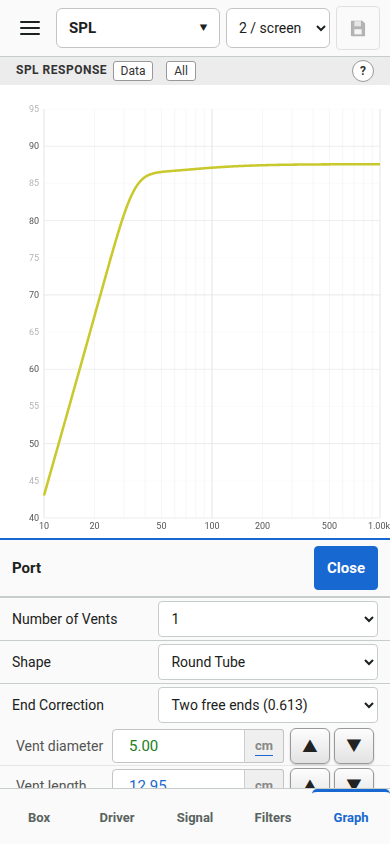 SPL ▼ 2 / screen
SPL RESPONSE Data All ?
95
90
85
80
75
70
65
60
55
50
45
40
10 20 50 100 200 500 1.00k
Port Close
Number of Vents 1
Shape Round Tube
End Correction Two free ends (0.613)
Vent diameter 5.00 cm ▲ ▼
Vent length 12.95 cm
Box Driver Signal Filters Graph